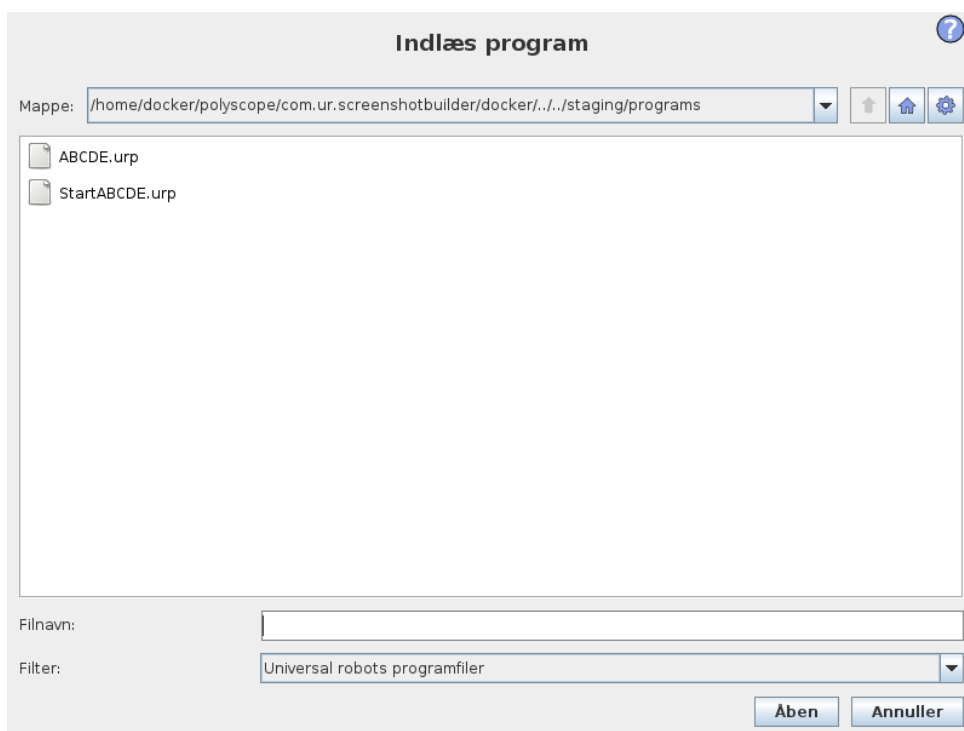 Indlæs program
?
Mappe: /home/docker/polyscope/com.ur.screenshotbuilder/docker/../../staging/programs
ABCDE.urp
StartABCDE.urp
Filnavn:
Filter: Universal robots programfiler
Åben Annuller